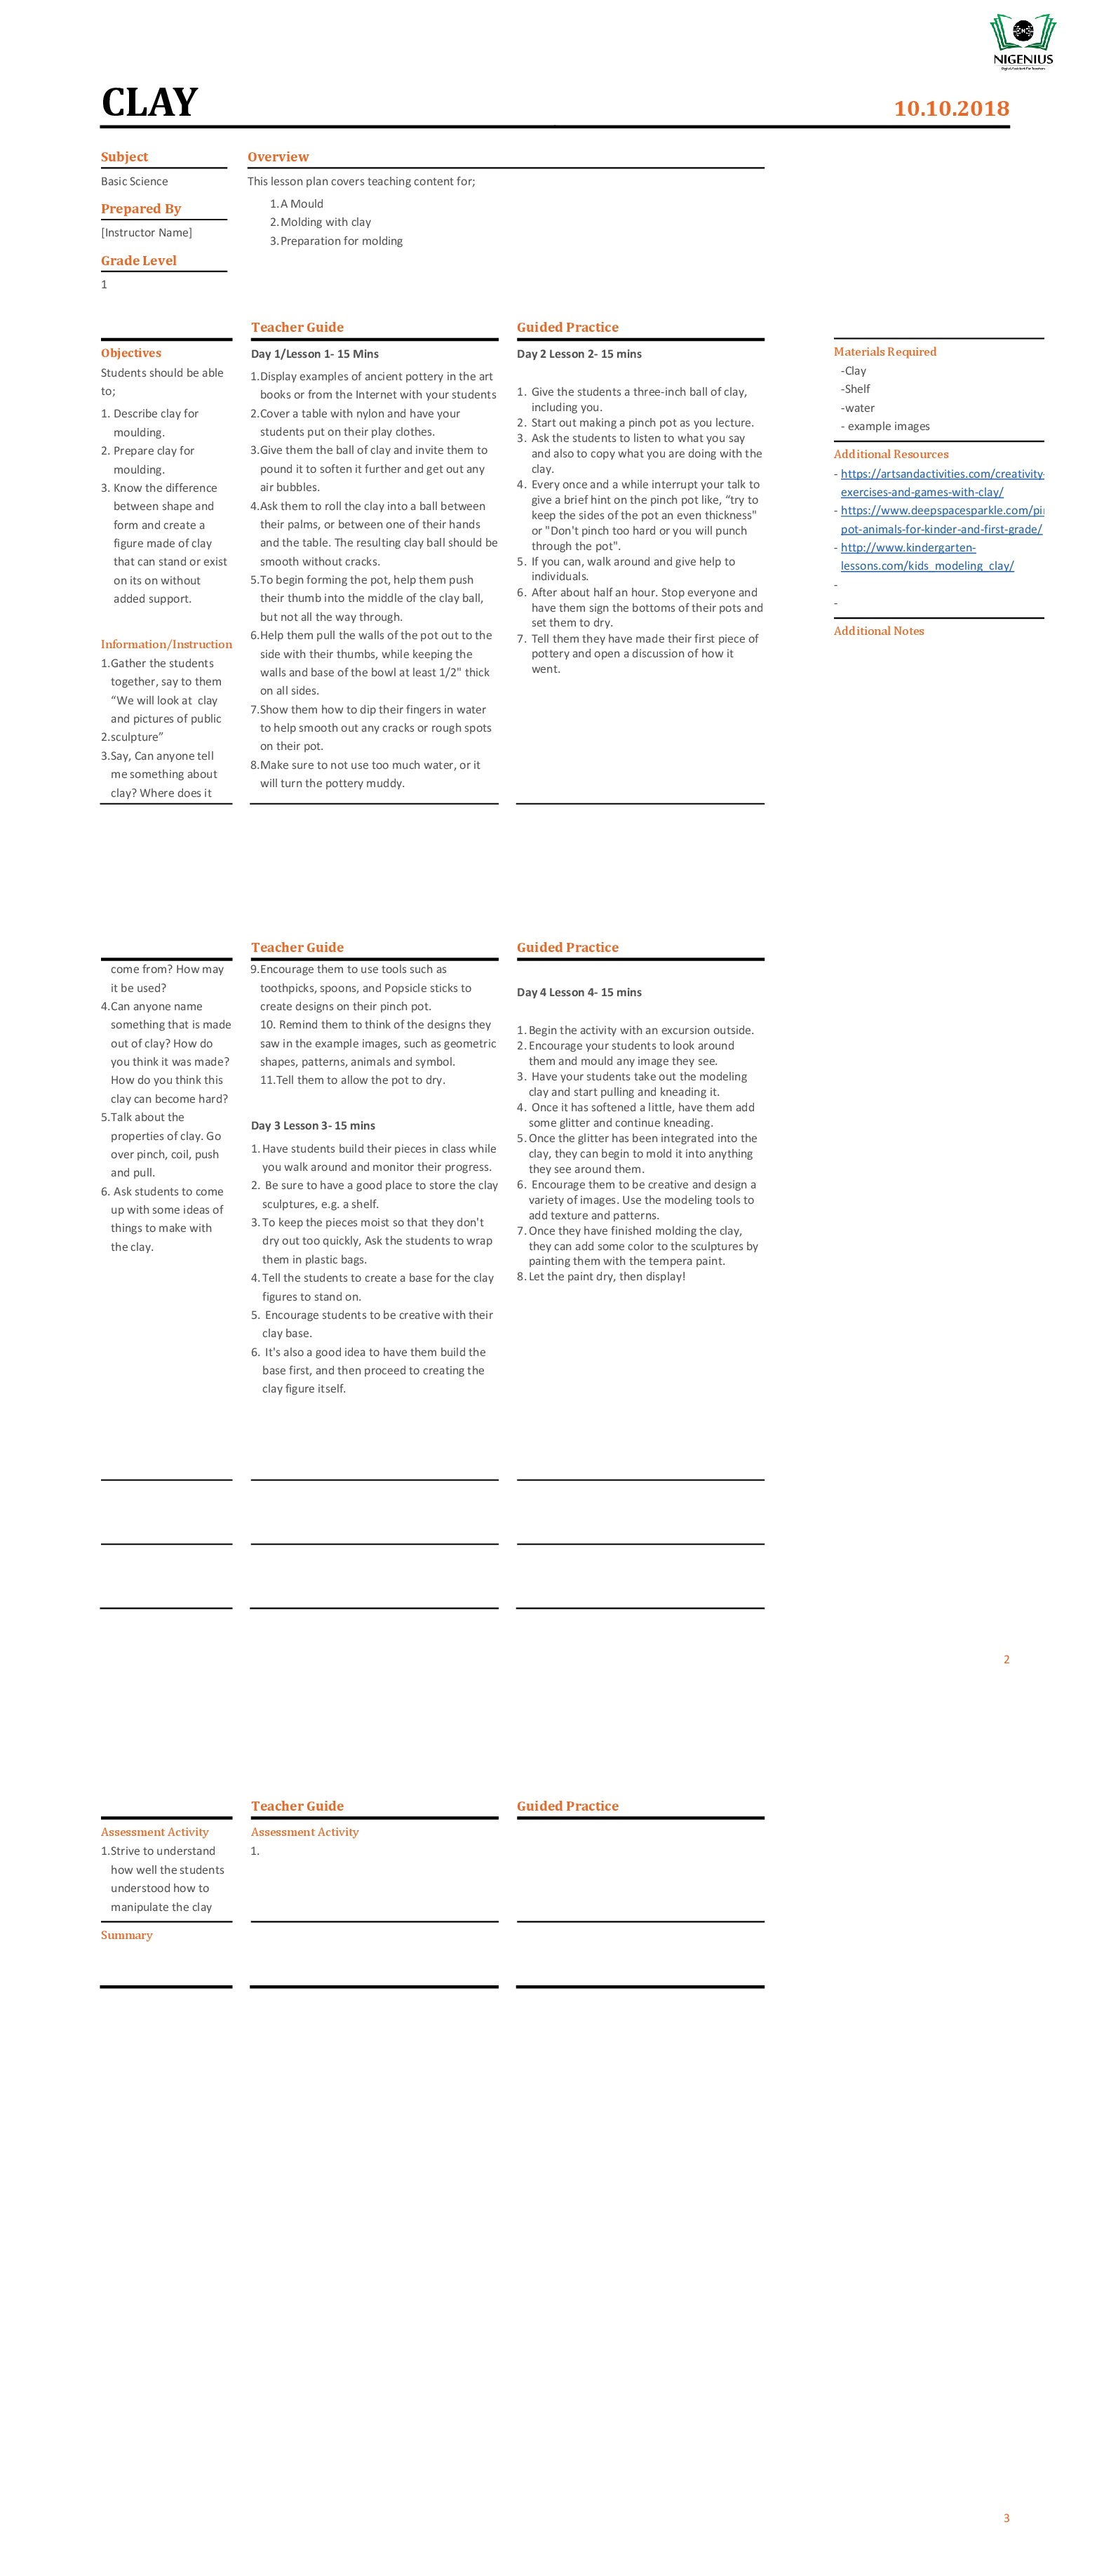 NIGENIUS
Digital Assistant For Teachers
CLAY
10.10.2018
Subject
Basic Science
Prepared By
[Instructor Name]
Grade Level
1
Overview
This lesson plan covers teaching content for;
1.A Mould
2.Molding with clay
3.Preparation for molding
Objectives
Students should be able
to;
1. Describe clay for
moulding.
2. Prepare clay for
moulding.
3. Know the difference
between shape and
form and create a
figure made of clay
that can stand or exist
on its on without
added support.
Information/Instruction
1.Gather the students
together, say to them
“We will look at clay
and pictures of public
2.sculpture”
3.Say, Can anyone tell
me something about
clay? Where does it
Teacher Guide
Day 1/Lesson 1- 15 Mins
1.Display examples of ancient pottery in the art
books or from the Internet with your students
2.Cover a table with nylon and have your
students put on their play clothes.
3.Give them the ball of clay and invite them to
pound it to soften it further and get out any
air bubbles.
4.Ask them to roll the clay into a ball between
their palms, or between one of their hands
and the table. The resulting clay ball should be
smooth without cracks.
5.To begin forming the pot, help them push
their thumb into the middle of the clay ball,
but not all the way through.
6.Help them pull the walls of the pot out to the
side with their thumbs, while keeping the
walls and base of the bowl at least 1/2" thick
on all sides.
7.Show them how to dip their fingers in water
to help smooth out any cracks or rough spots
on their pot.
8.Make sure to not use too much water, or it
will turn the pottery muddy.
Guided Practice
Day 2 Lesson 2- 15 mins
1. Give the students a three-inch ball of clay,
including you.
2. Start out making a pinch pot as you lecture.
3. Ask the students to listen to what you say
and also to copy what you are doing with the
clay.
4. Every once and a while interrupt your talk to
give a brief hint on the pinch pot like, “try to
keep the sides of the pot an even thickness"
or "Don't pinch too hard or you will punch
through the pot".
5. If you can, walk around and give help to
individuals.
6. After about half an hour. Stop everyone and
have them sign the bottoms of their pots and
set them to dry.
7. Tell them they have made their first piece of
pottery and open a discussion of how it
went.
Materials Required
-Clay
-Shelf
-water
- example images
Additional Resources
- https://artsandactivities.com/creativity-
exercises-and-games-with-clay/
- https://www.deepspacesparkle.com/pi
pot-animals-for-kinder-and-first-grade/
- http://www.kindergarten-
lessons.com/kids_modeling_clay/
-
-
Additional Notes
come from? How may
it be used?
4.Can anyone name
something that is made
out of clay? How do
you think it was made?
How do you think this
clay can become hard?
5.Talk about the
properties of clay. Go
over pinch, coil, push
and pull.
6. Ask students to come
up with some ideas of
things to make with
the clay.
Teacher Guide
9.Encourage them to use tools such as
toothpicks, spoons, and Popsicle sticks to
create designs on their pinch pot.
10. Remind them to think of the designs they
saw in the example images, such as geometric
shapes, patterns, animals and symbol.
11.Tell them to allow the pot to dry.
Day 3 Lesson 3- 15 mins
1. Have students build their pieces in class while
you walk around and monitor their progress.
2. Be sure to have a good place to store the clay
sculptures, e.g. a shelf.
3. To keep the pieces moist so that they don't
dry out too quickly, Ask the students to wrap
them in plastic bags.
4. Tell the students to create a base for the clay
figures to stand on.
5. Encourage students to be creative with their
clay base.
6. It's also a good idea to have them build the
base first, and then proceed to creating the
clay figure itself.
Guided Practice
Day 4 Lesson 4- 15 mins
1. Begin the activity with an excursion outside.
2. Encourage your students to look around
them and mould any image they see.
3. Have your students take out the modeling
clay and start pulling and kneading it.
4. Once it has softened a little, have them add
some glitter and continue kneading.
5. Once the glitter has been integrated into the
clay, they can begin to mold it into anything
they see around them.
6. Encourage them to be creative and design a
variety of images. Use the modeling tools to
add texture and patterns.
7. Once they have finished molding the clay,
they can add some color to the sculptures by
painting them with the tempera paint.
8. Let the paint dry, then display!
2
Teacher Guide
Guided Practice
Assessment Activity
1.Strive to understand
how well the students
understood how to
manipulate the clay
Assessment Activity
1.
Summary
3